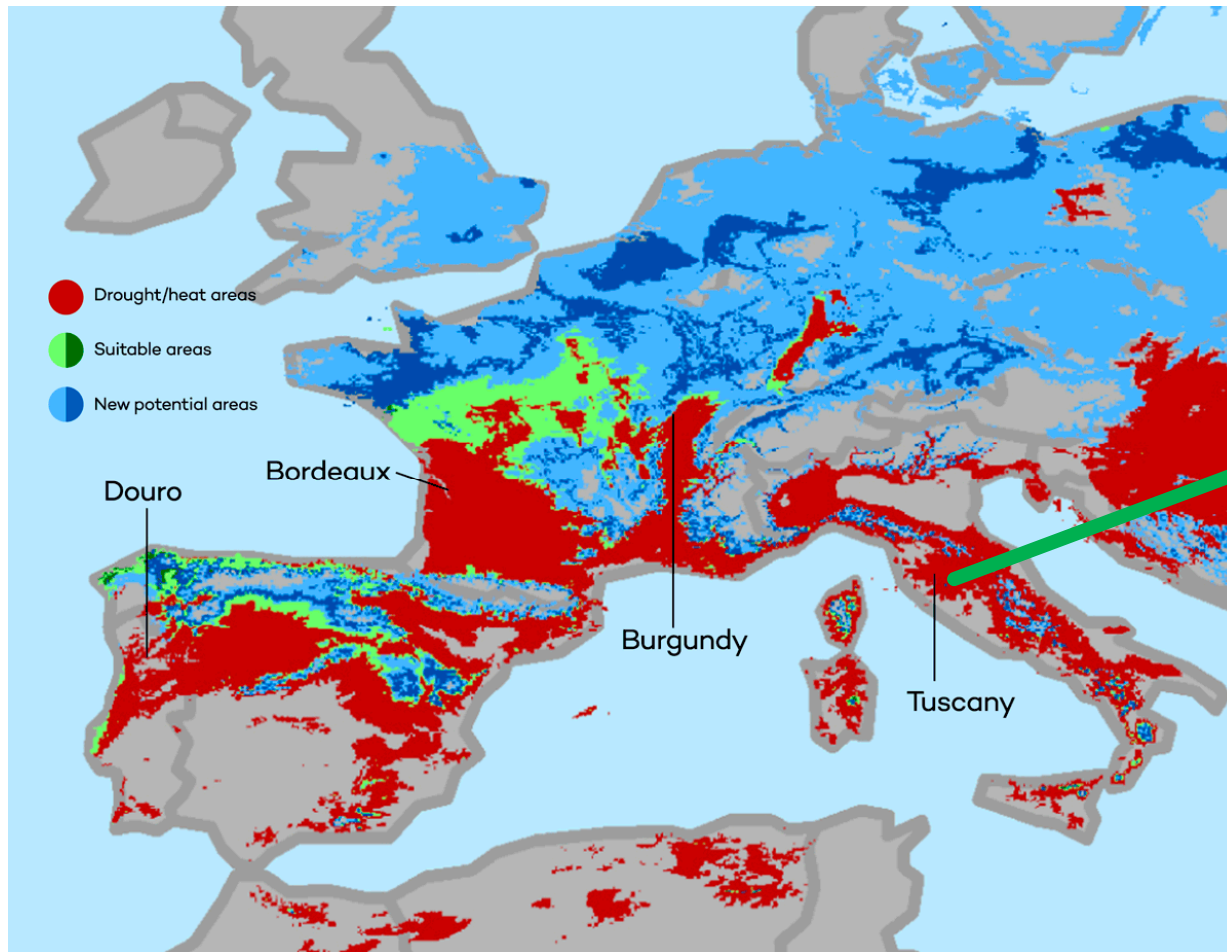 Drought/heat areas
Suitable areas
New potential areas
Bordeaux
Douro
Burgundy
Tuscany